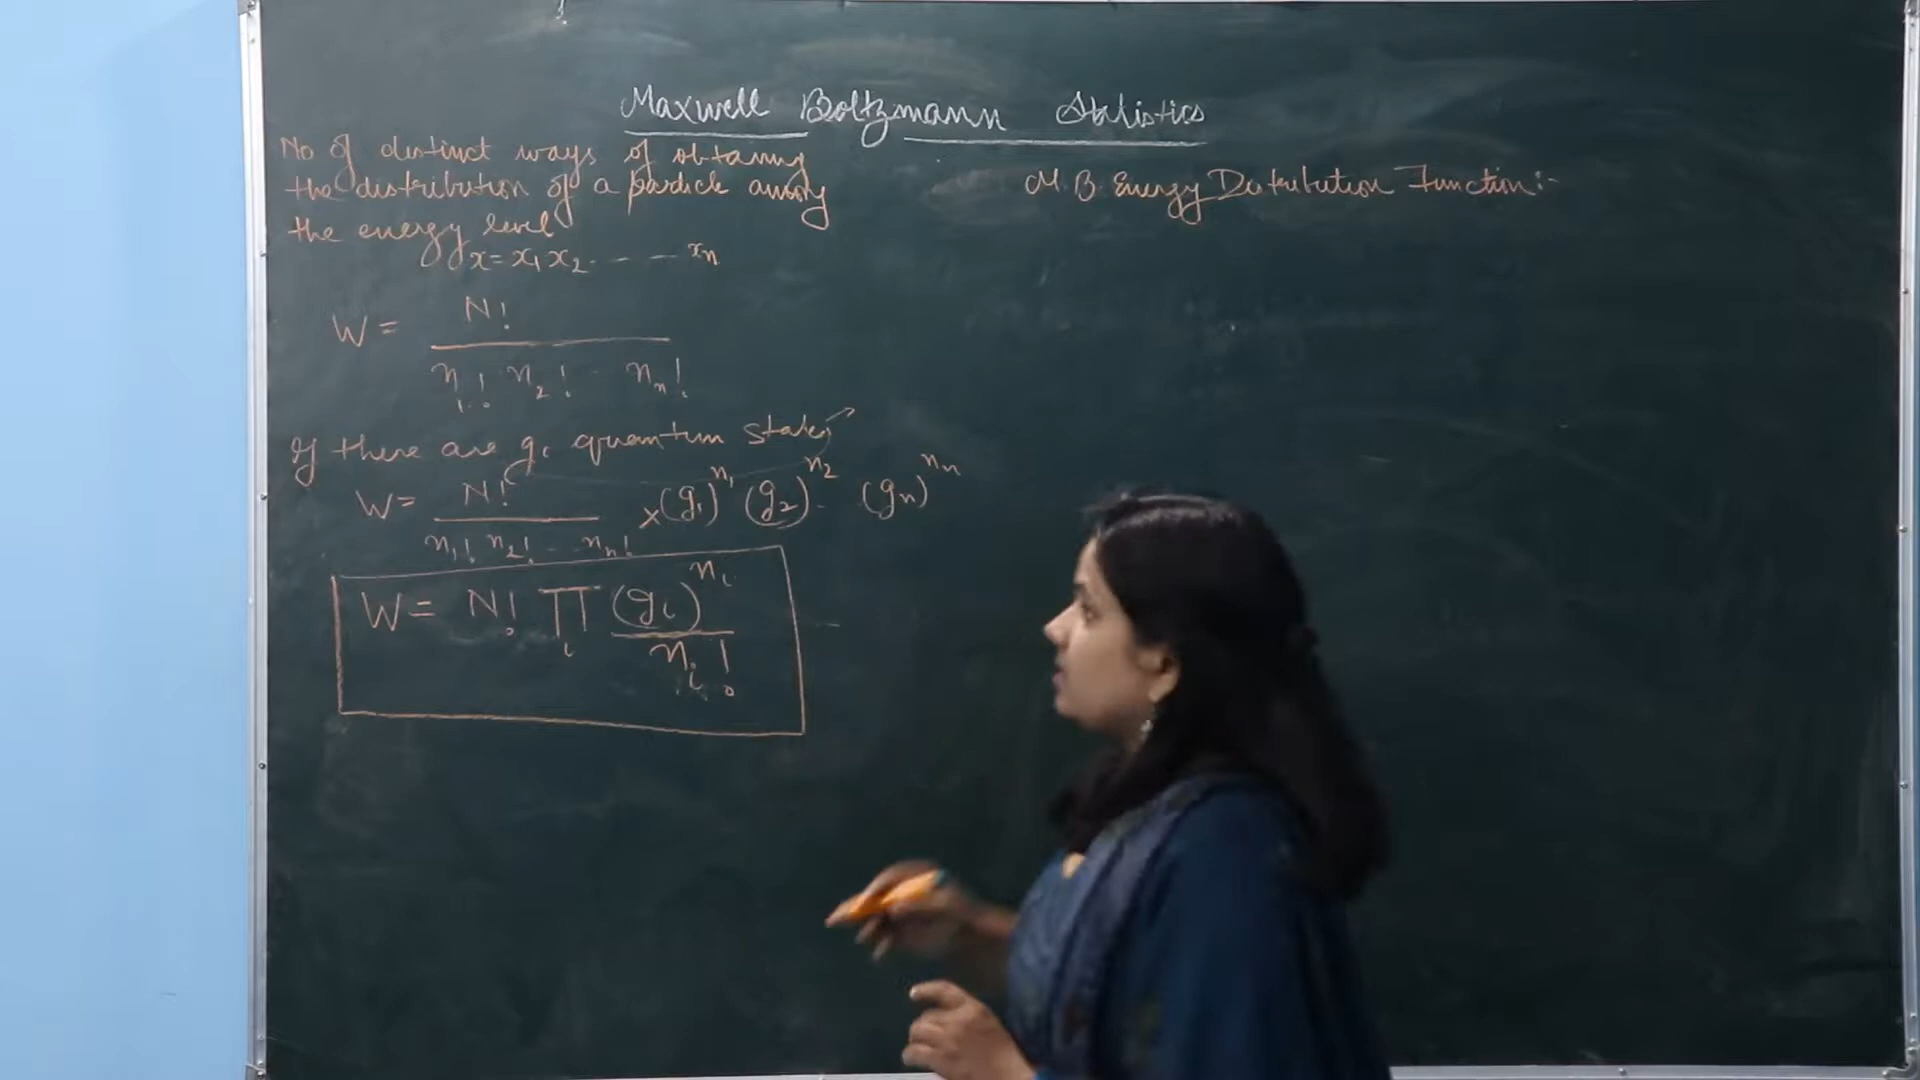 Maxwell Boltzmann Statistics
No of distinct ways of obtaining
the distribution of a particle among
the energy level
x = x₁ x₂ - - - xₙ
W = N! / n₁! n₂! - nₙ!
If there are gᵢ quantum states
W = N! / n₁! n₂! - - nₙ! × (g₁)^n₁ (g₂)^n₂ - (gₙ)^nₙ
W = N! ∏ᵢ (gᵢ)^nᵢ / nᵢ!
M. B. Energy Distribution Function :-